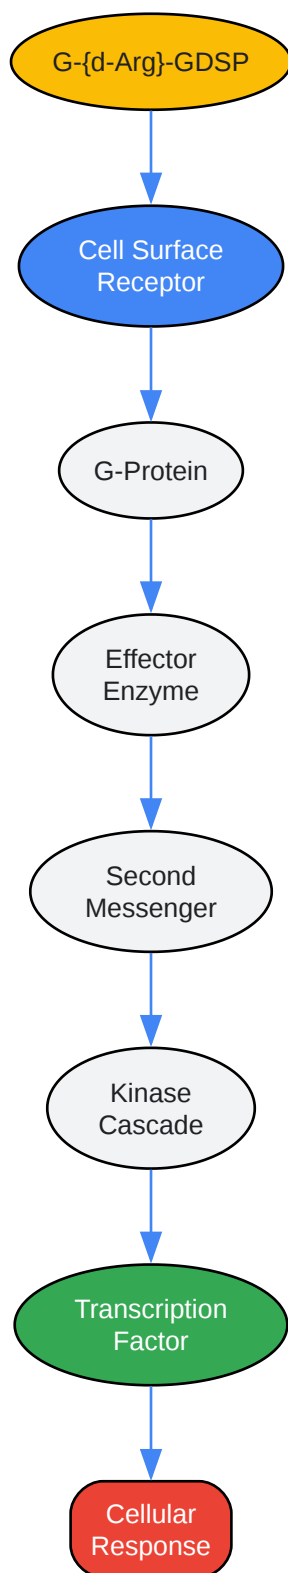 G-{d-Arg}-GDSP
Cell Surface
Receptor
G-Protein
Effector
Enzyme
Second
Messenger
Kinase
Cascade
Transcription
Factor
Cellular
Response